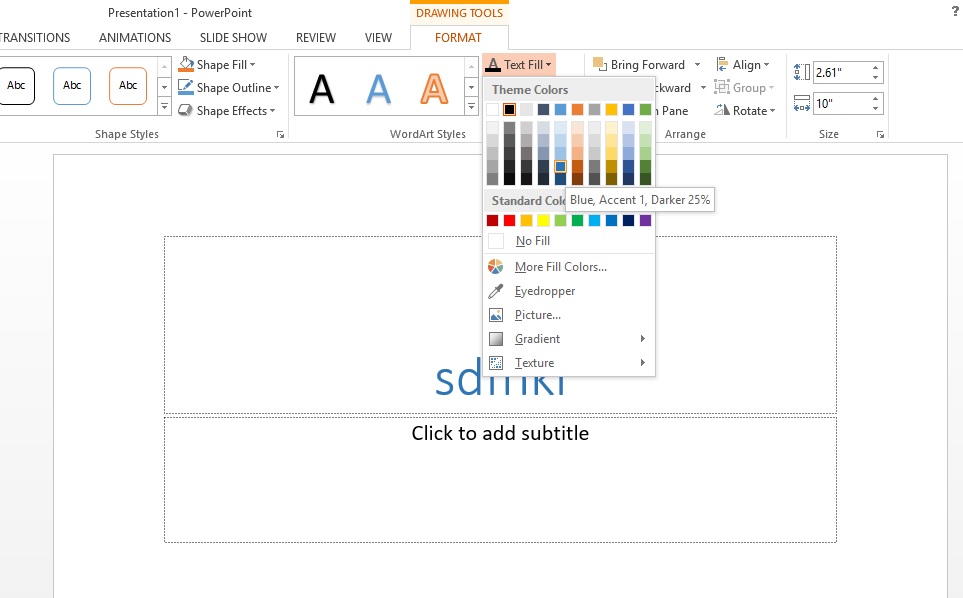 Presentation1 - PowerPoint
DRAWING TOOLS
?
TRANSITIONS ANIMATIONS SLIDE SHOW REVIEW VIEW FORMAT
Abc Abc Abc
Shape Fill
Shape Outline
Shape Effects
Shape Styles
A A A
WordArt Styles
A Text Fill
Bring Forward
ckward
n Pane
Align
Group
Rotate
Arrange
2.61"
10"
Size
Theme Colors
Blue, Accent 1, Darker 25%
Standard Colo
No Fill
More Fill Colors...
Eyedropper
Picture...
Gradient
Texture
Click to add subtitle